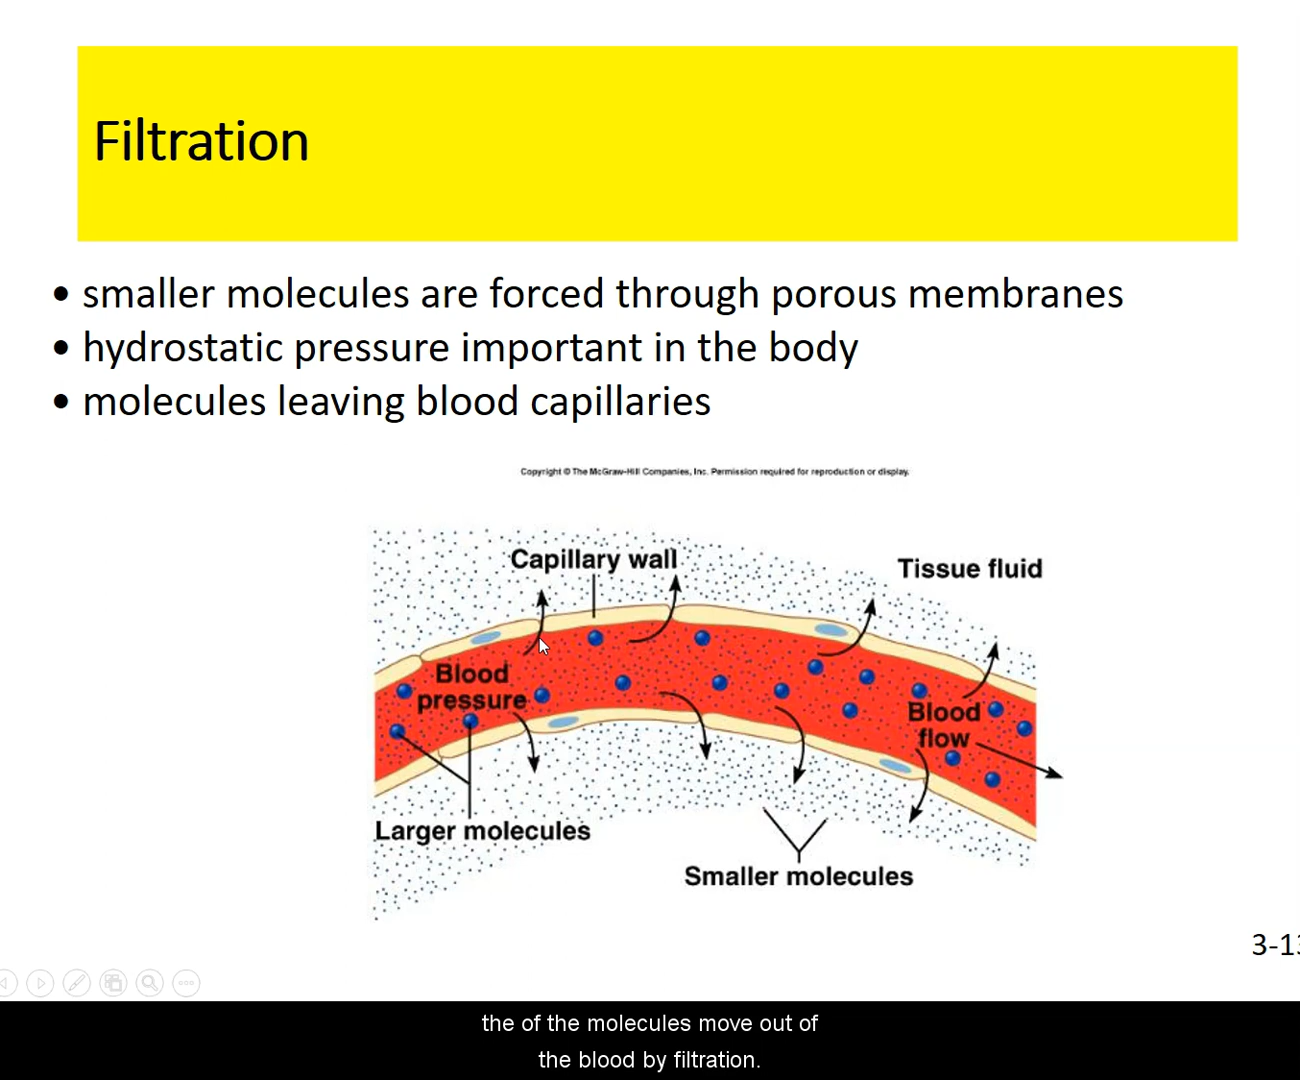 Filtration
• smaller molecules are forced through porous membranes
• hydrostatic pressure important in the body
• molecules leaving blood capillaries
Copyright © The McGraw-Hill Companies, Inc. Permission required for reproduction or display.
Capillary wall
Tissue fluid
Blood
pressure
Blood
flow
Larger molecules
Smaller molecules
3-13
the of the molecules move out of
the blood by filtration.